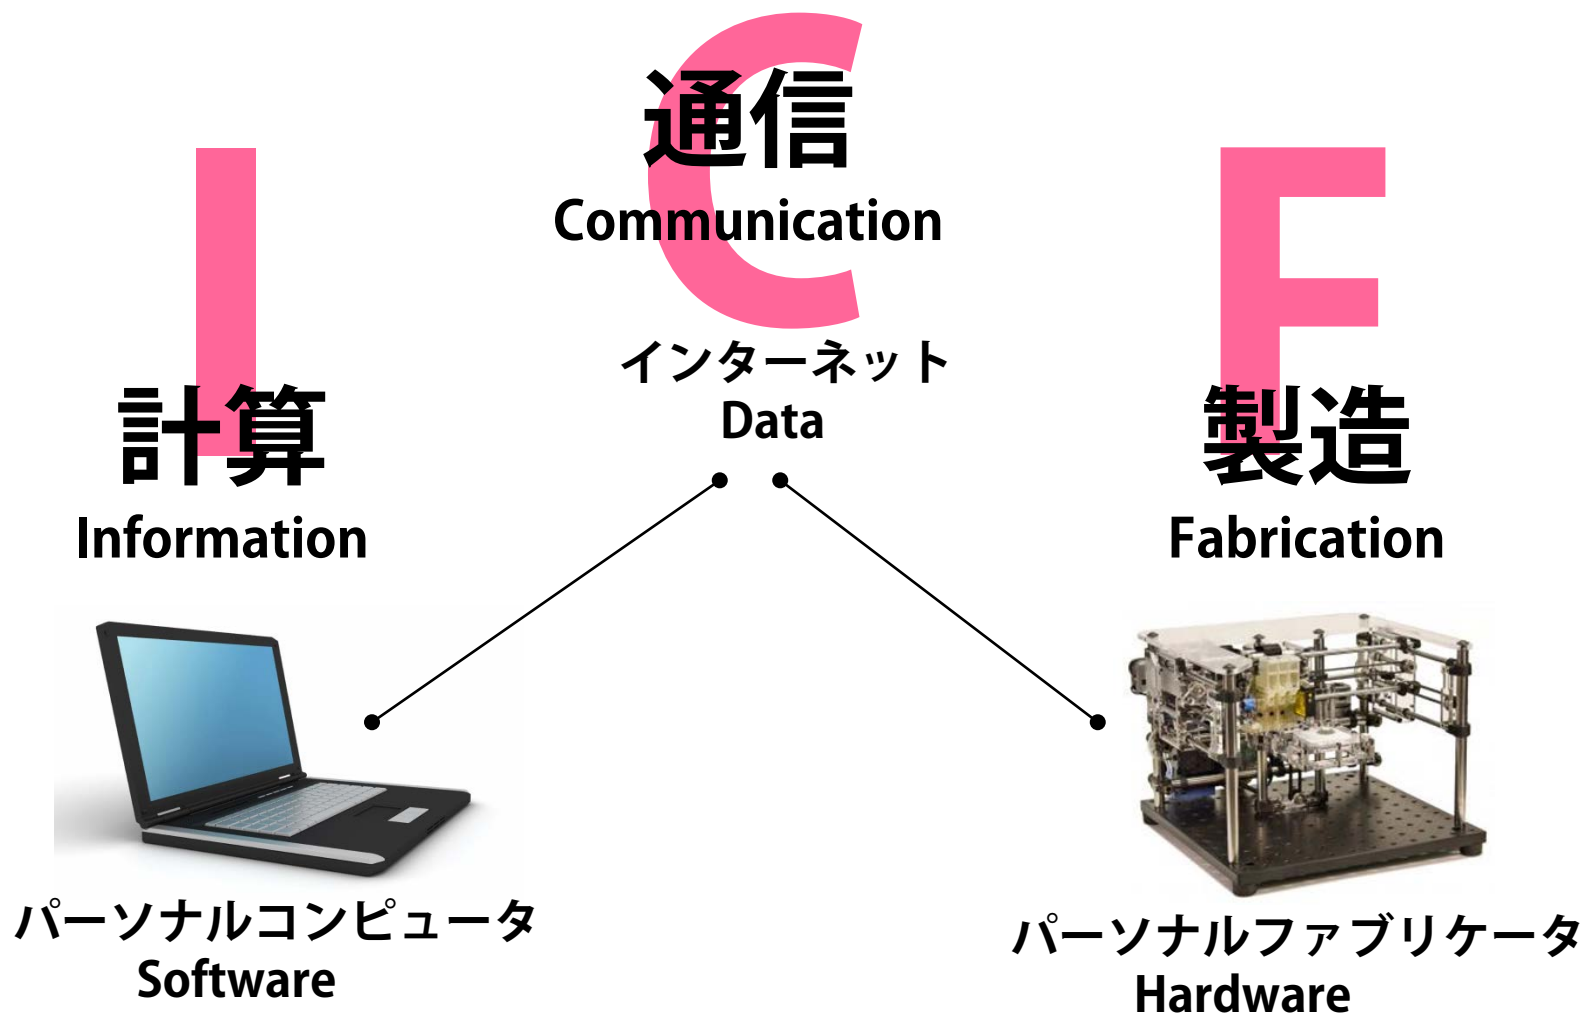 C
通信
Communication
インターネット
Data
I
計算
Information
パーソナルコンピュータ
Software
F
製造
Fabrication
パーソナルファブリケータ
Hardware